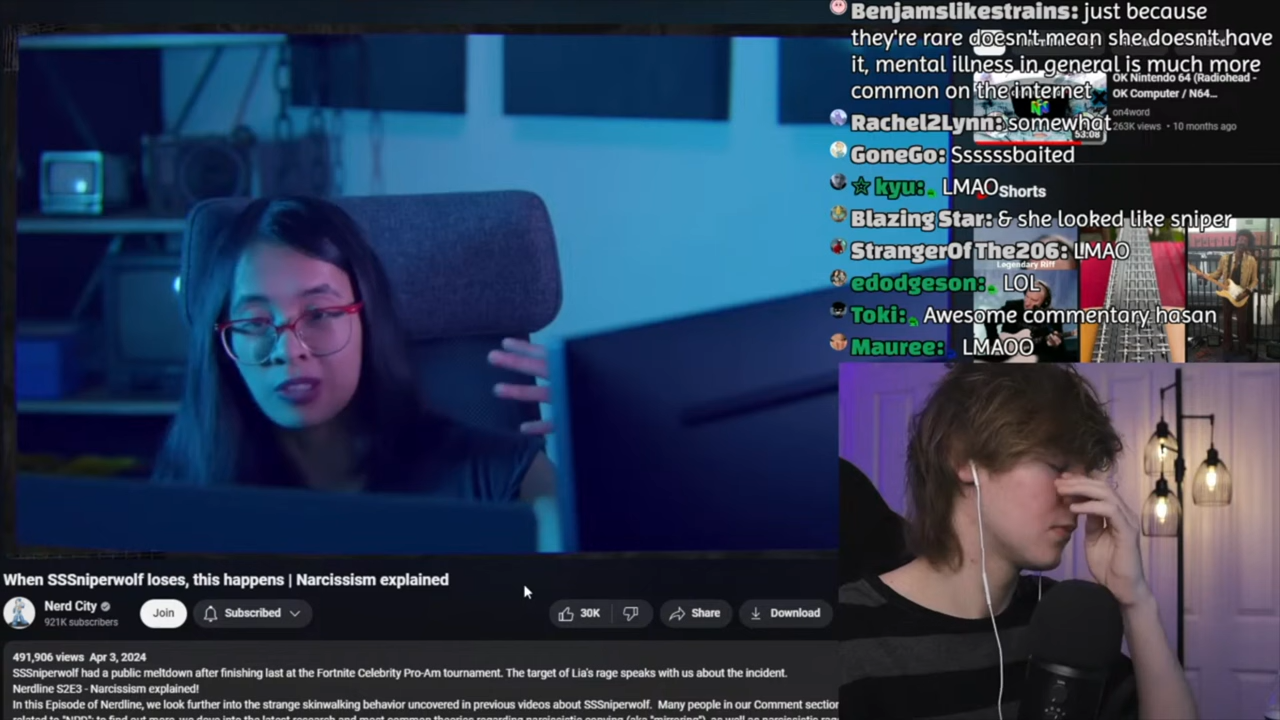 Benjamslikestrains: just because
they're rare doesn't mean she doesn't have
it, mental illness in general is much more
common on the internet
OK Nintendo 64 (Radiohead -
OK Computer / N64...
on4word
263K views • 10 months ago
53:08
Rachel2Lynn: somewhat
GoneGo: Ssssssbaited
☆ kyu: LMAO
Shorts
Blazing Star: & she looked like sniper
StrangerOfThe206: LMAO
Legendary Riff
edodgeson: LOL
Toki: Awesome commentary hasan
Mauree: LMAOO
When SSSniperwolf loses, this happens | Narcissism explained
Nerd City
921K subscribers
Join
Subscribed
30K
Share
Download
491,906 views Apr 3, 2024
SSSniperwolf had a public meltdown after finishing last at the Fortnite Celebrity Pro-Am tournament. The target of Lia's rage speaks with us about the incident.
Nerdline S2E3 - Narcissism explained!
In this Episode of Nerdline, we look further into the strange skinwalking behavior uncovered in previous videos about SSSniperwolf. Many people in our Comment section